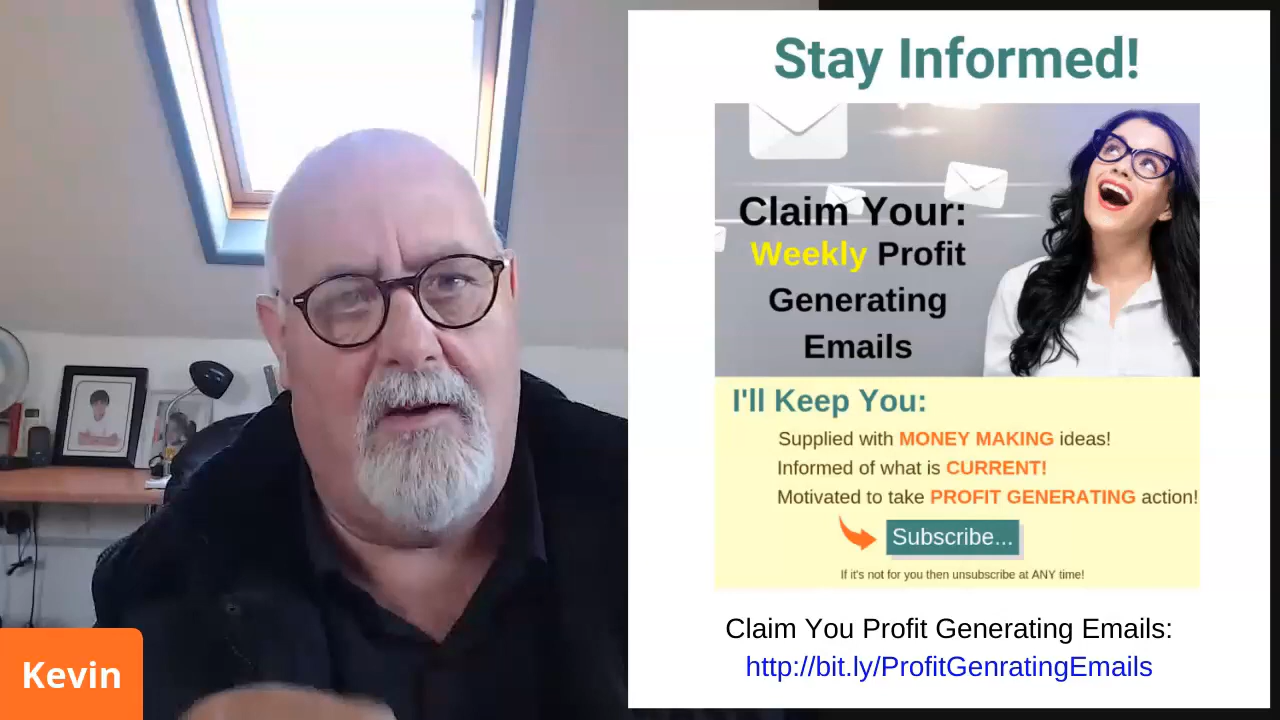 Stay Informed!
Claim Your:
Weekly Profit
Generating
Emails
I'll Keep You:
Supplied with MONEY MAKING ideas!
Informed of what is CURRENT!
Motivated to take PROFIT GENERATING action!
Subscribe...
If it's not for you then unsubscribe at ANY time!
Claim You Profit Generating Emails:
http://bit.ly/ProfitGenratingEmails
Kevin